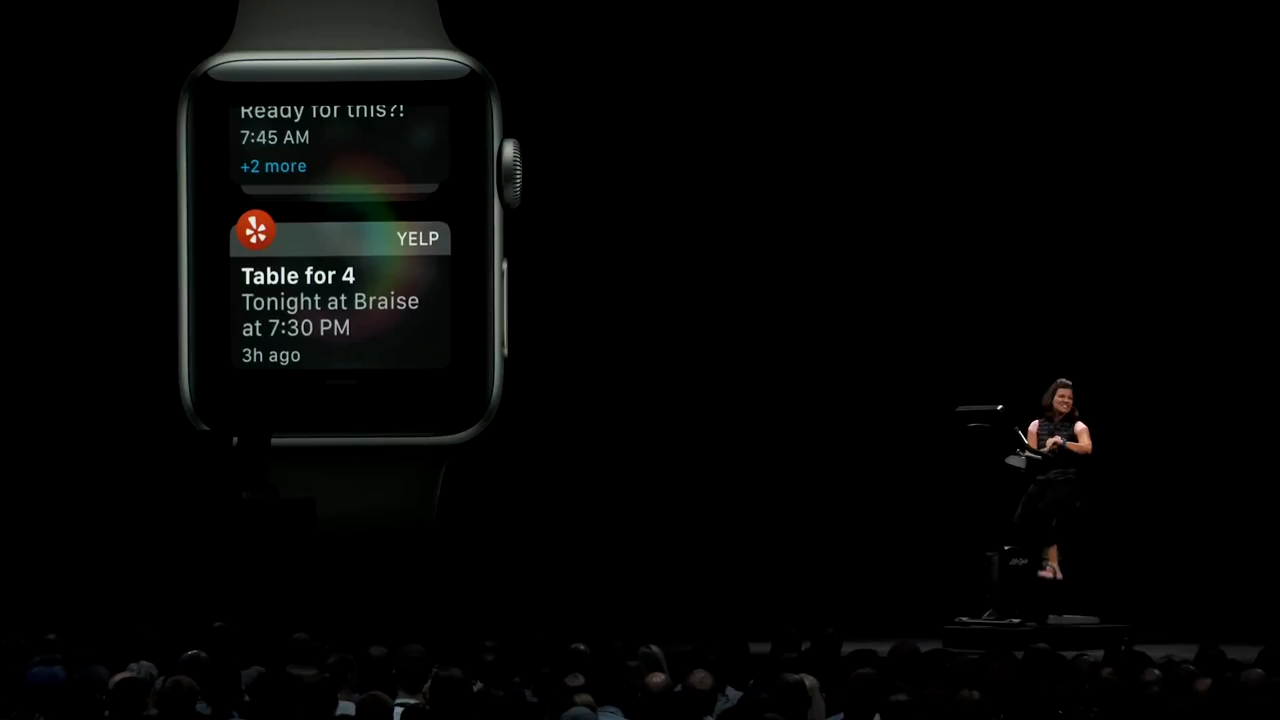 Ready for this?!
7:45 AM
+2 more
YELP
Table for 4
Tonight at Braise
at 7:30 PM
3h ago